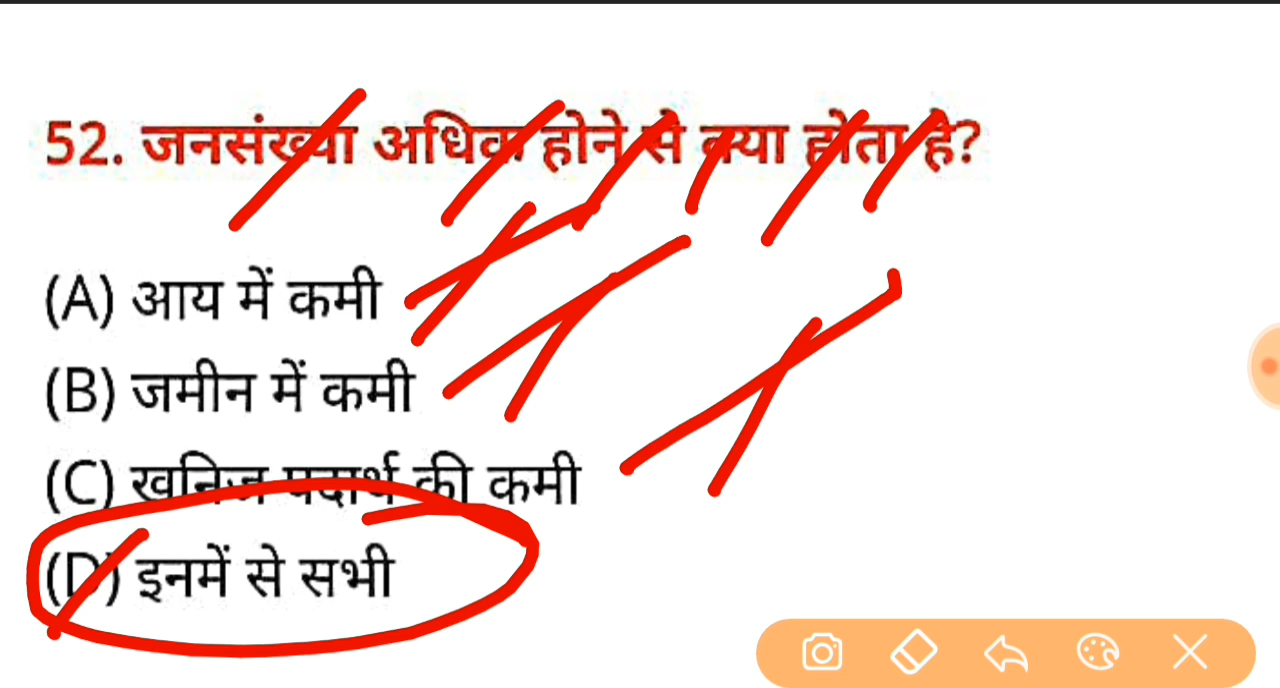 52. जनसंख्या अधिक होने से क्या होता है?
(A) आय में कमी
(B) जमीन में कमी
(C) खनिज पदार्थ की कमी
(D) इनमें से सभी